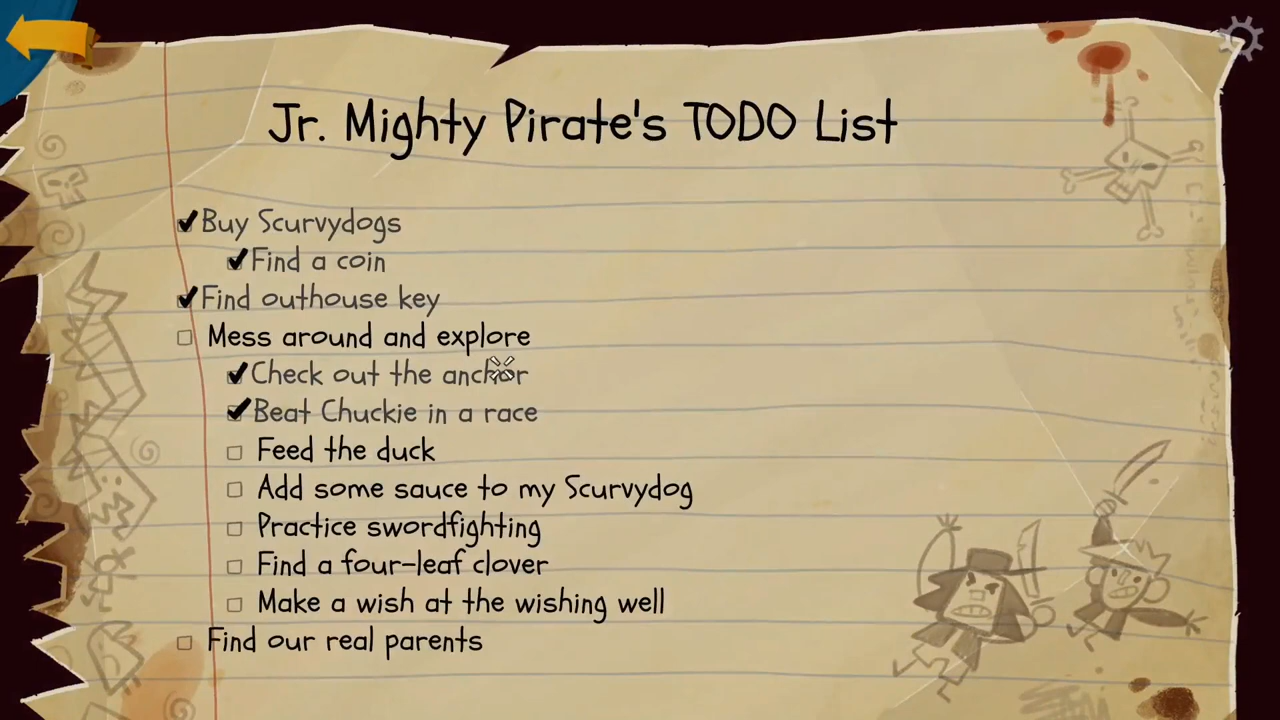 Jr. Mighty Pirate's TODO List
Buy Scurvydogs
Find a coin
Find outhouse key
Mess around and explore
Check out the anchor
Beat Chuckie in a race
Feed the duck
Add some sauce to my Scurvydog
Practice swordfighting
Find a four-leaf clover
Make a wish at the wishing well
Find our real parents